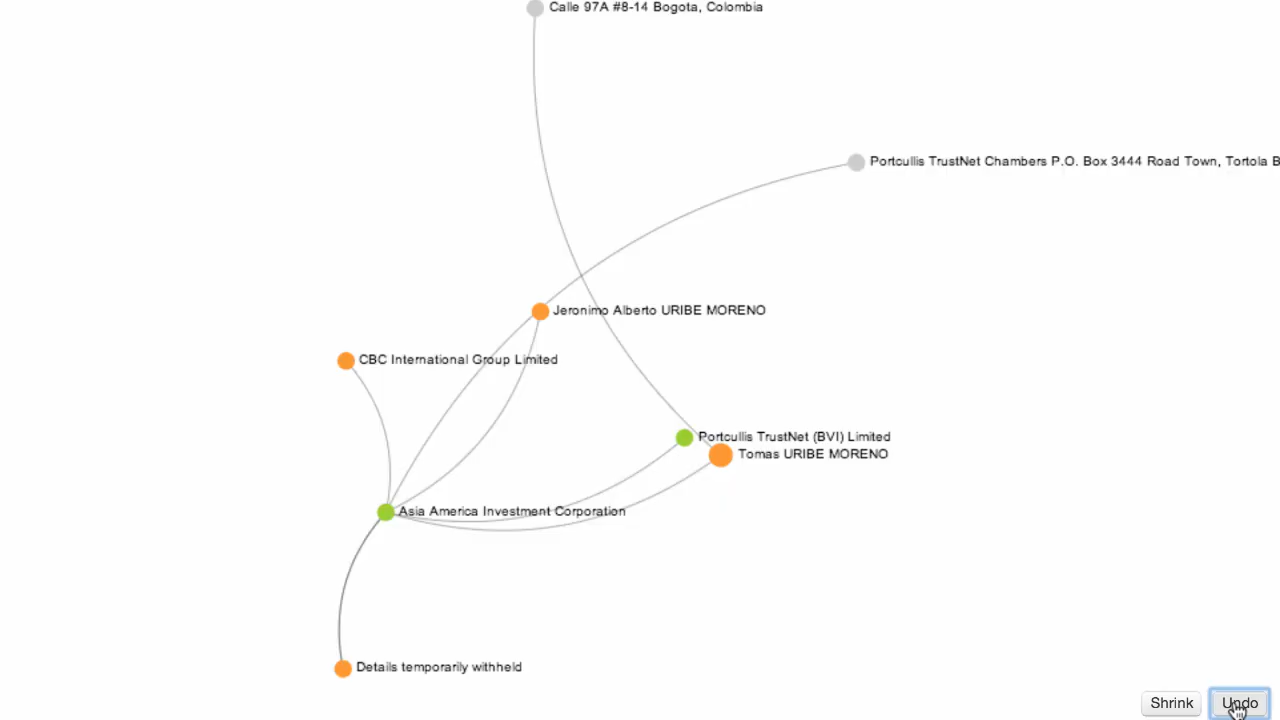 Calle 97A #8-14 Bogota, Colombia
Portcullis TrustNet Chambers P.O. Box 3444 Road Town, Tortola B
Jeronimo Alberto URIBE MORENO
CBC International Group Limited
Portcullis TrustNet (BVI) Limited
Tomas URIBE MORENO
Asia America Investment Corporation
Details temporarily withheld
Shrink
Undo